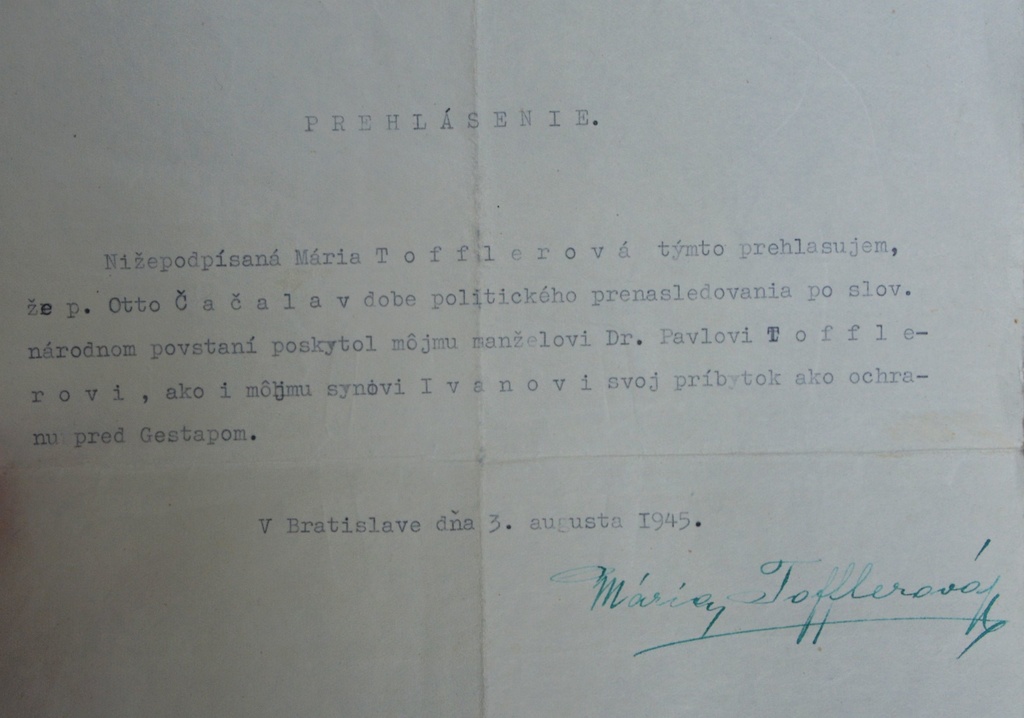 P R E H L Á S E N I E.
Nižepodpísaná Mária T o f f l e r o v á týmto prehlasujem,
že p. Otto Č a č a l a v dobe politického prenasledovania po slov.
národnom povstaní poskytol môjmu manželovi Dr. Pavlovi T o f f l e-
r o v i , ako i môjmu synovi I v a n o v i svoj príbytok ako ochra-
nu pred Gestapom.
V Bratislave dňa 3. augusta 1945.
Mária Tofflerová